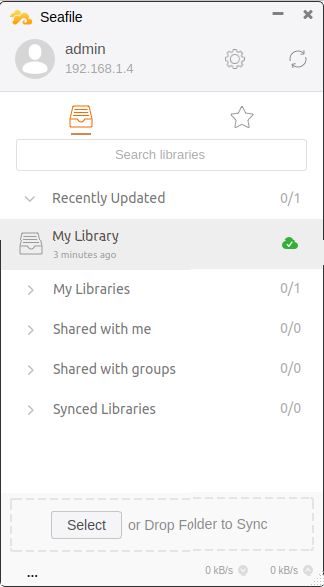 Seafile
admin
192.168.1.4
Search libraries
Recently Updated 0/1
My Library
3 minutes ago
My Libraries 0/1
Shared with me 0/0
Shared with groups 0/0
Synced Libraries 0/0
Select or Drop Folder to Sync
... 0 kB/s 0 kB/s